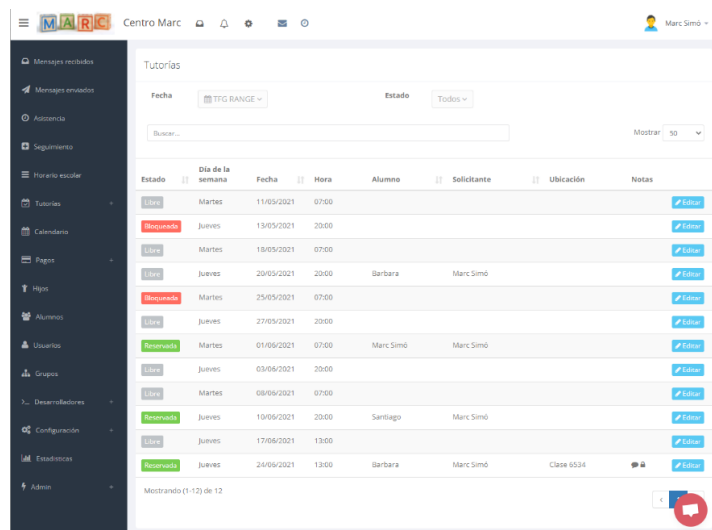 MARC Centro Marc Marc Simó
Mensajes recibidos
Mensajes enviados
Asistencia
Seguimiento
Horario escolar
Tutorías +
Calendario
Pagos +
Hijos
Alumnos
Usuarios
Grupos
Desarrolladores +
Configuración +
Estadísticas
Admin +
Tutorías
Fecha TFG RANGE Estado Todos
Buscar... Mostrar 50
Estado Día de la semana Fecha Hora Alumno Solicitante Ubicación Notas
Libre Martes 11/05/2021 07:00 Editar
Bloqueada Jueves 13/05/2021 20:00 Editar
Libre Martes 18/05/2021 07:00 Editar
Libre Jueves 20/05/2021 20:00 Barbara Marc Simó Editar
Bloqueada Martes 25/05/2021 07:00 Editar
Libre Jueves 27/05/2021 20:00 Editar
Reservada Martes 01/06/2021 07:00 Marc Simó Marc Simó Editar
Libre Jueves 03/06/2021 20:00 Editar
Libre Martes 08/06/2021 07:00 Editar
Reservada Jueves 10/06/2021 20:00 Santiago Marc Simó Editar
Libre Jueves 17/06/2021 13:00 Editar
Reservada Jueves 24/06/2021 13:00 Barbara Marc Simó Clase 6534 Editar
Mostrando (1-12) de 12